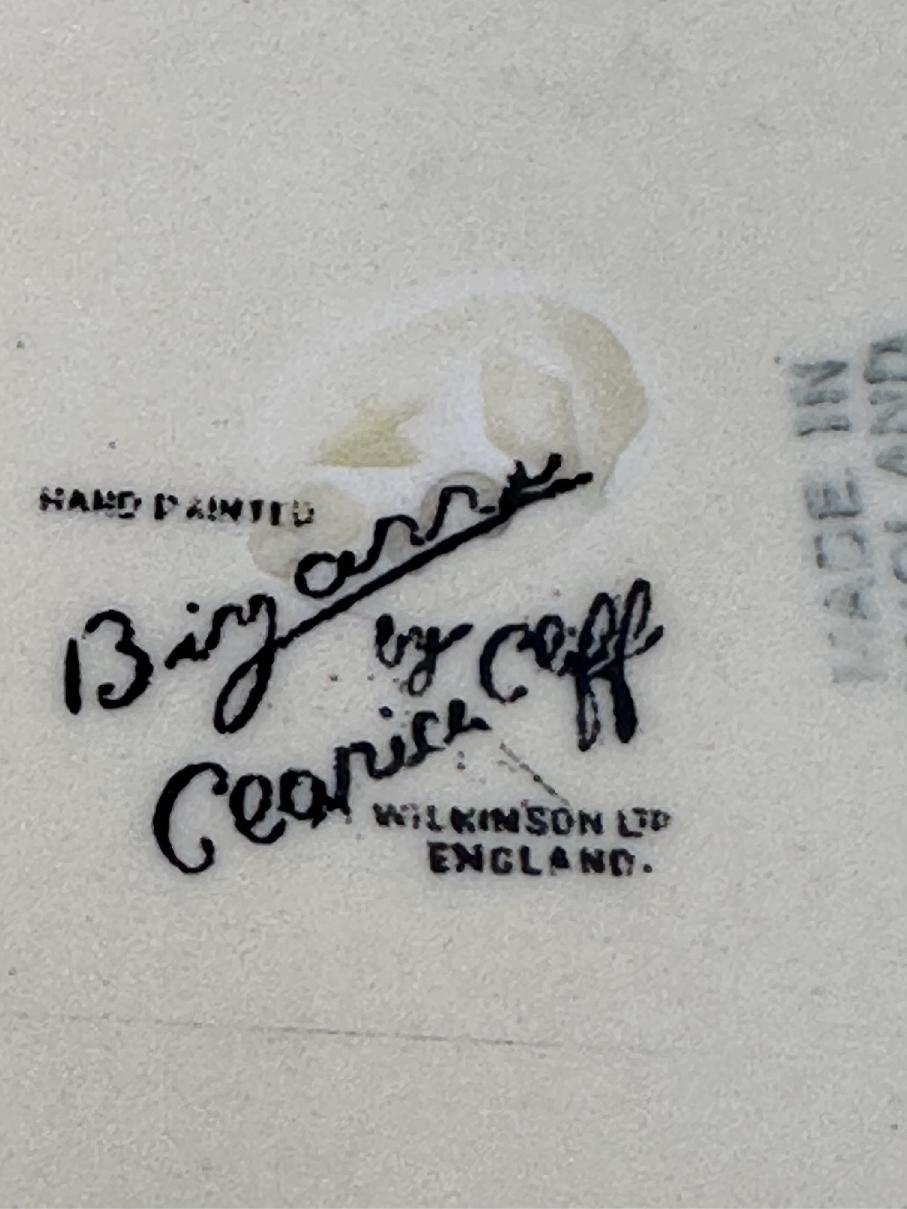 HAND PAINTED
Bizarre
by
Clarice Cliff
WILKINSON LTD
ENGLAND.
MADE IN